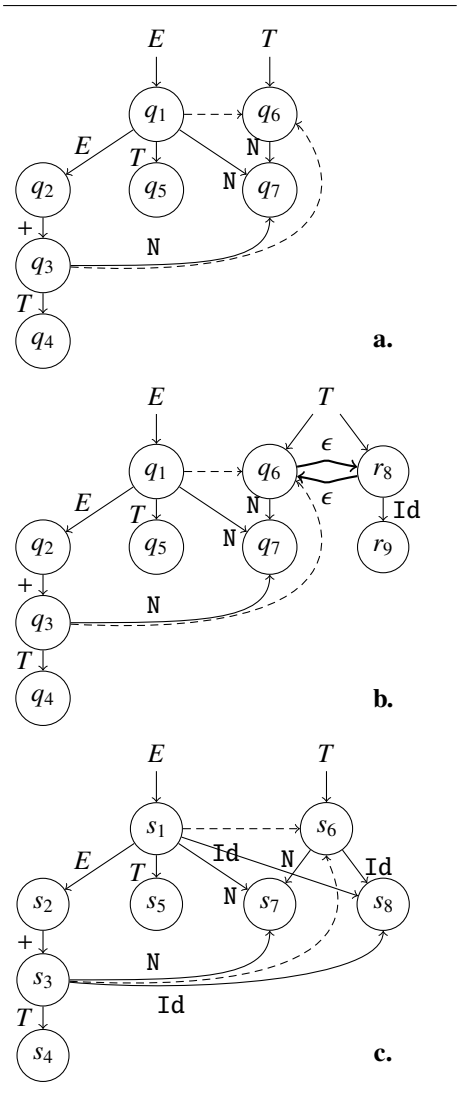 E T
q1 q6
E T N N
q2 q5 q7
+
q3 N
T
q4 a.
E T
ϵ
q1 q6 r8
ϵ
E T N N Id
q2 q5 q7 r9
+
q3 N
T
q4 b.
E T
s1 s6
E T Id N N Id
s2 s5 s7 s8
+
s3 N
Id
T
s4 c.